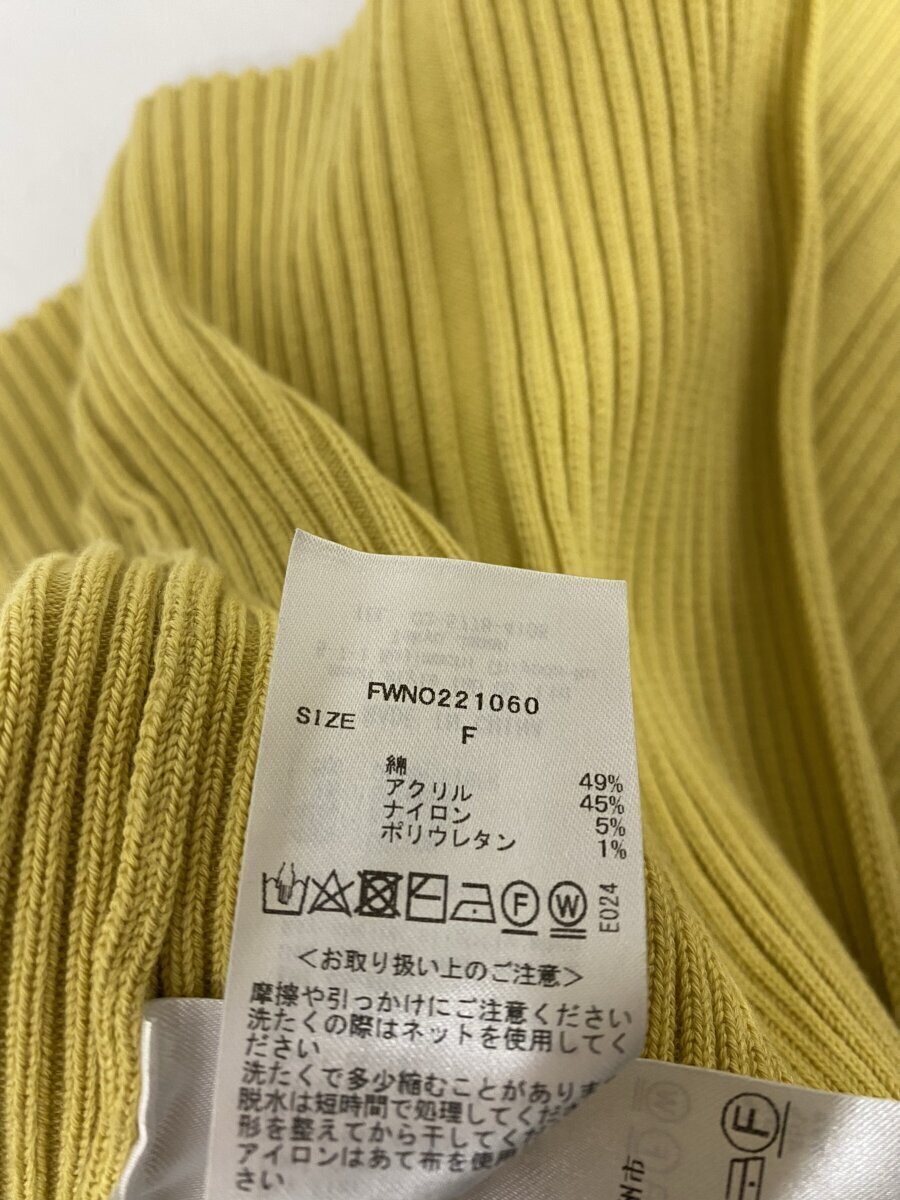 FWNO221060
SIZE F
綿 49%
アクリル 45%
ナイロン 5%
ポリウレタン 1%
F W E024
<お取り扱い上のご注意>
摩擦や引っかけにご注意ください
洗たくの際はネットを使用してく
ださい
洗たくで多少縮むことがありま
脱水は短時間で処理してくださ
形を整えてから干してくだ
アイロンはあて布を使用
さい
F
州市